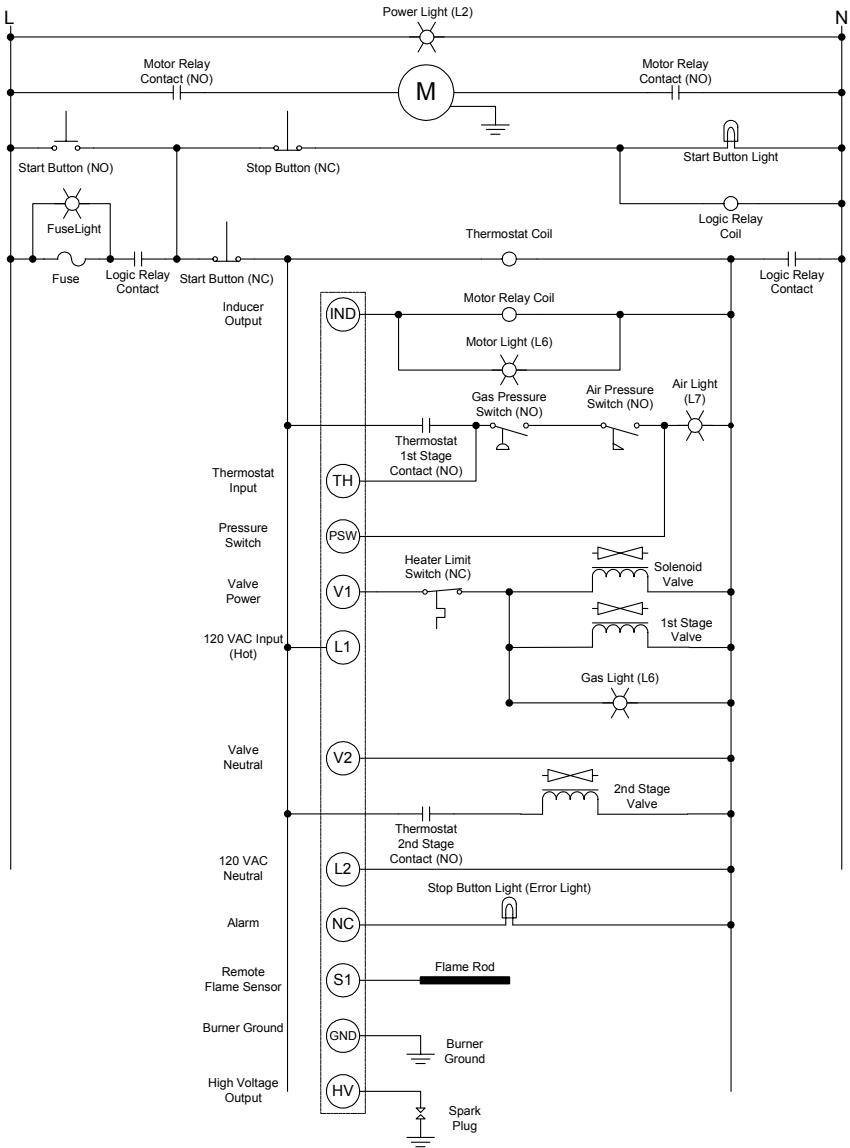 Power Light (L2)
L
N
Motor Relay
Contact (NO)
Motor Relay
Contact (NO)
M
Start Button (NO)
Stop Button (NC)
Start Button Light
FuseLight
Logic Relay
Coil
Thermostat Coil
Fuse
Logic Relay
Contact
Start Button (NC)
Logic Relay
Contact
Inducer
Output
IND
Motor Relay Coil
Motor Light (L6)
Gas Pressure
Switch (NO)
Air Pressure
Switch (NO)
Air Light
(L7)
Thermostat
1st Stage
Contact (NO)
Thermostat
Input
TH
Pressure
Switch
PSW
Valve
Power
V1
Heater Limit
Switch (NC)
Solenoid
Valve
1st Stage
Valve
120 VAC Input
(Hot)
L1
Gas Light (L6)
Valve
Neutral
V2
2nd Stage
Valve
Thermostat
2nd Stage
Contact (NO)
120 VAC
Neutral
L2
Stop Button Light (Error Light)
Alarm
NC
Remote
Flame Sensor
S1
Flame Rod
Burner Ground
GND
Burner
Ground
High Voltage
Output
HV
Spark
Plug